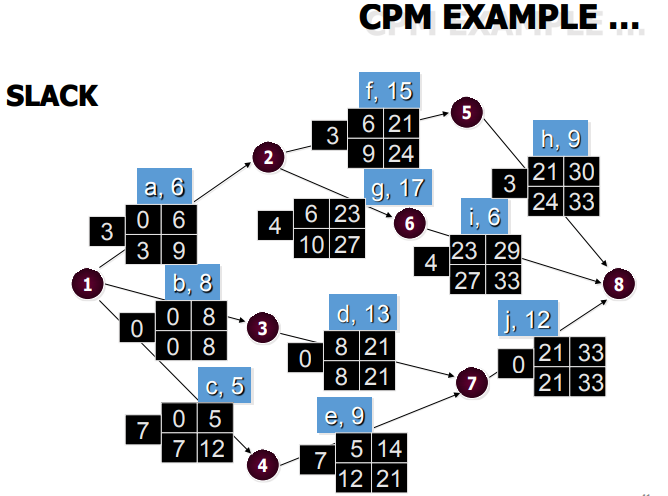 CPM EXAMPLE ...
SLACK
f, 15
3 6 21
9 24
5
h, 9
3 21 30
24 33
2
a, 6
3 0 6
3 9
g, 17
4 6 23
10 27
6
i, 6
4 23 29
27 33
1
8
b, 8
0 0 8
0 8
3
d, 13
0 8 21
8 21
j, 12
0 21 33
21 33
7
c, 5
7 0 5
7 12
4
e, 9
7 5 14
12 21